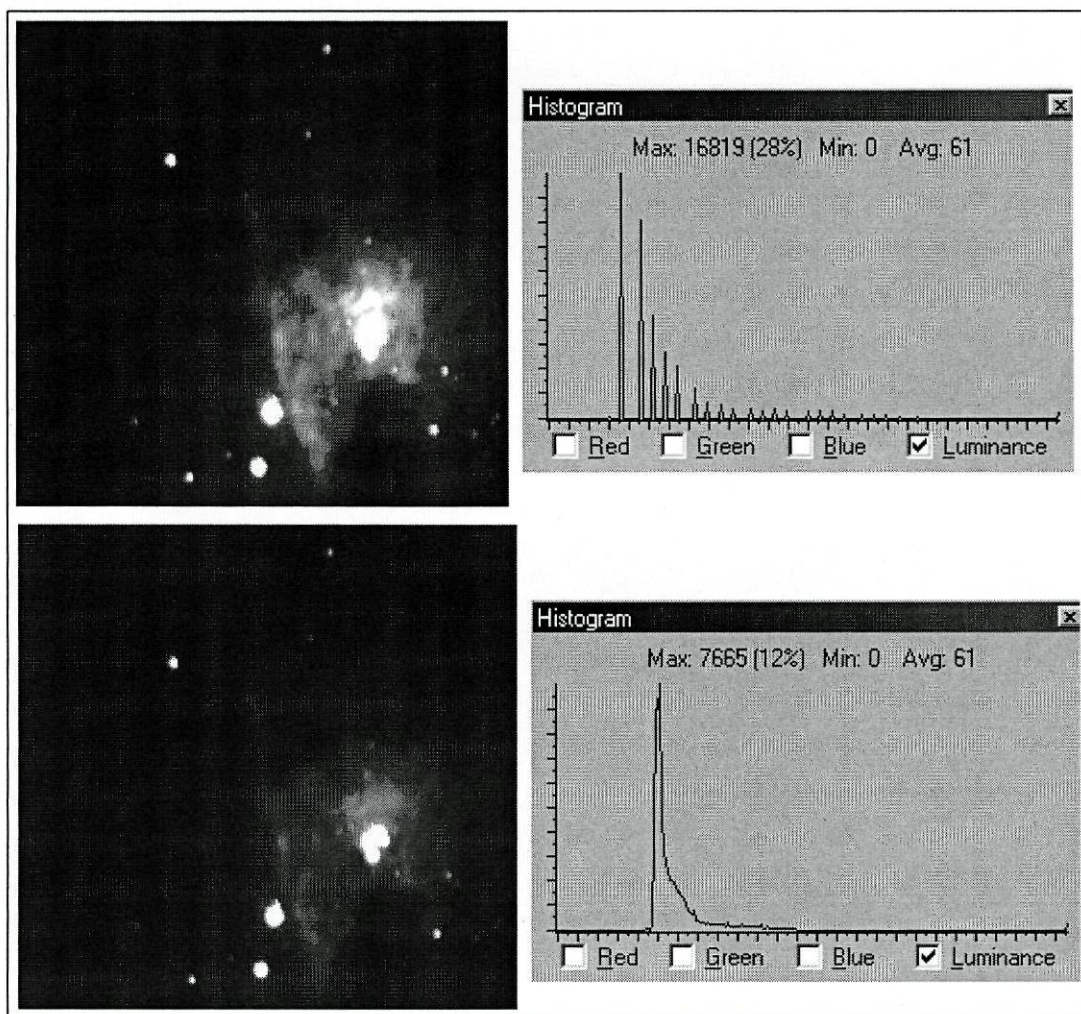 Histogram
Max: 16819 (28%) Min: 0 Avg: 61
Red Green Blue Luminance
Histogram
Max: 7665 (12%) Min: 0 Avg: 61
Red Green Blue Luminance